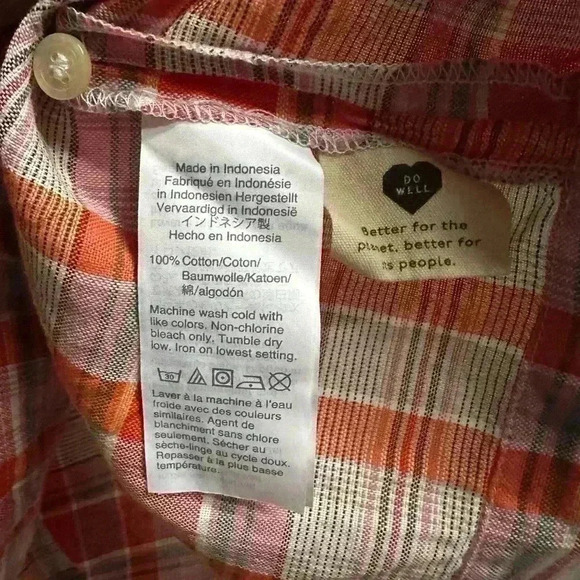 Made in Indonesia
Fabriqué en Indonésie
in Indonesien Hergestellt
Vervaardigd in Indonesië
インドネシア製
Hecho en Indonesia
100% Cotton/Coton/
Baumwolle/Katoen/
綿/algodón
Machine wash cold with
like colors. Non-chlorine
bleach only. Tumble dry
low. Iron on lowest setting.
30
Laver à la machine à l'eau
froide avec des couleurs
similaires. Agent de
blanchiment sans chlore
seulement. Sécher au
sèche-linge au cycle doux.
Repasser à la plus basse
température.
DO
WELL
Better for the
planet, better for
its people.